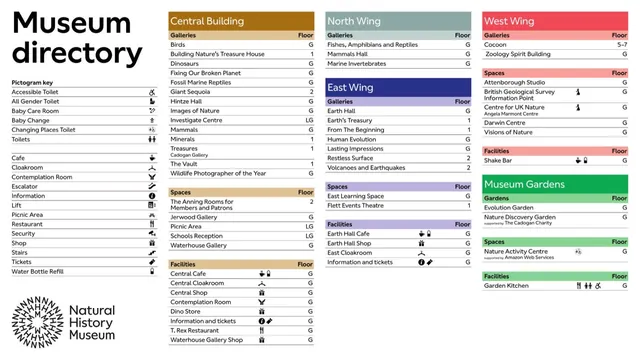 Museum
directory
Pictogram key
Accessible Toilet
All Gender Toilet
Baby Care Room
Baby Change
Changing Places Toilet
Toilets
Cafe
Cloakroom
Contemplation Room
Escalator
Information
Lift
Picnic Area
Restaurant
Security
Shop
Stairs
Tickets
Water Bottle Refill
Natural
History
Museum
Central Building
Galleries Floor
Birds G
Building Nature's Treasure House 1
Dinosaurs G
Fixing Our Broken Planet G
Fossil Marine Reptiles G
Giant Sequoia 2
Hintze Hall G
Images of Nature G
Investigate Centre LG
Mammals G
Minerals 1
Treasures 1
Cadogan Gallery
The Vault 1
Wildlife Photographer of the Year G
Spaces Floor
The Anning Rooms for 2
Members and Patrons
Jerwood Gallery G
Picnic Area LG
Schools Reception LG
Waterhouse Gallery G
Facilities Floor
Central Cafe G
Central Cloakroom G
Central Shop G
Contemplation Room G
Dino Store G
Information and tickets G
T. Rex Restaurant G
Waterhouse Gallery Shop G
North Wing
Galleries Floor
Fishes, Amphibians and Reptiles G
Mammals Hall G
Marine Invertebrates G
East Wing
Galleries Floor
Earth Hall G
Earth's Treasury 1
From The Beginning 1
Human Evolution G
Lasting Impressions G
Restless Surface 2
Volcanoes and Earthquakes 2
Spaces Floor
East Learning Space G
Flett Events Theatre 1
Facilities Floor
Earth Hall Cafe G
Earth Hall Shop G
East Cloakroom G
Information and tickets G
West Wing
Galleries Floor
Cocoon 5–7
Zoology Spirit Building G
Spaces Floor
Attenborough Studio G
British Geological Survey G
Information Point
Centre for UK Nature G
Angela Marmont Centre
Darwin Centre G
Visions of Nature G
Facilities Floor
Shake Bar G
Museum Gardens
Gardens Floor
Evolution Garden G
Nature Discovery Garden G
supported by The Cadogan Charity
Spaces Floor
Nature Activity Centre G
supported by Amazon Web Services
Facilities Floor
Garden Kitchen G